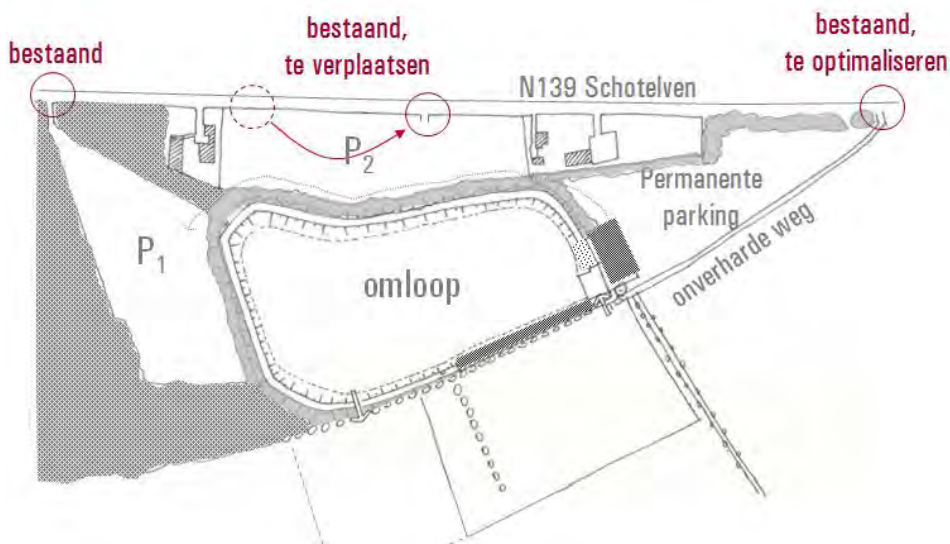 bestaand
bestaand,
te verplaatsen
bestaand,
te optimaliseren
N139 Schotelven
P2
Permanente
parking
P1
omloop
onverharde weg